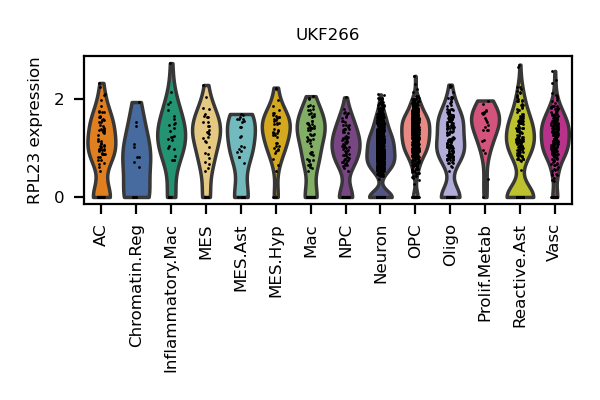 UKF266
RPL23 expression
2
0
AC
Chromatin.Reg
Inflammatory.Mac
MES
MES.Ast
MES.Hyp
Mac
NPC
Neuron
OPC
Oligo
Prolif.Metab
Reactive.Ast
Vasc